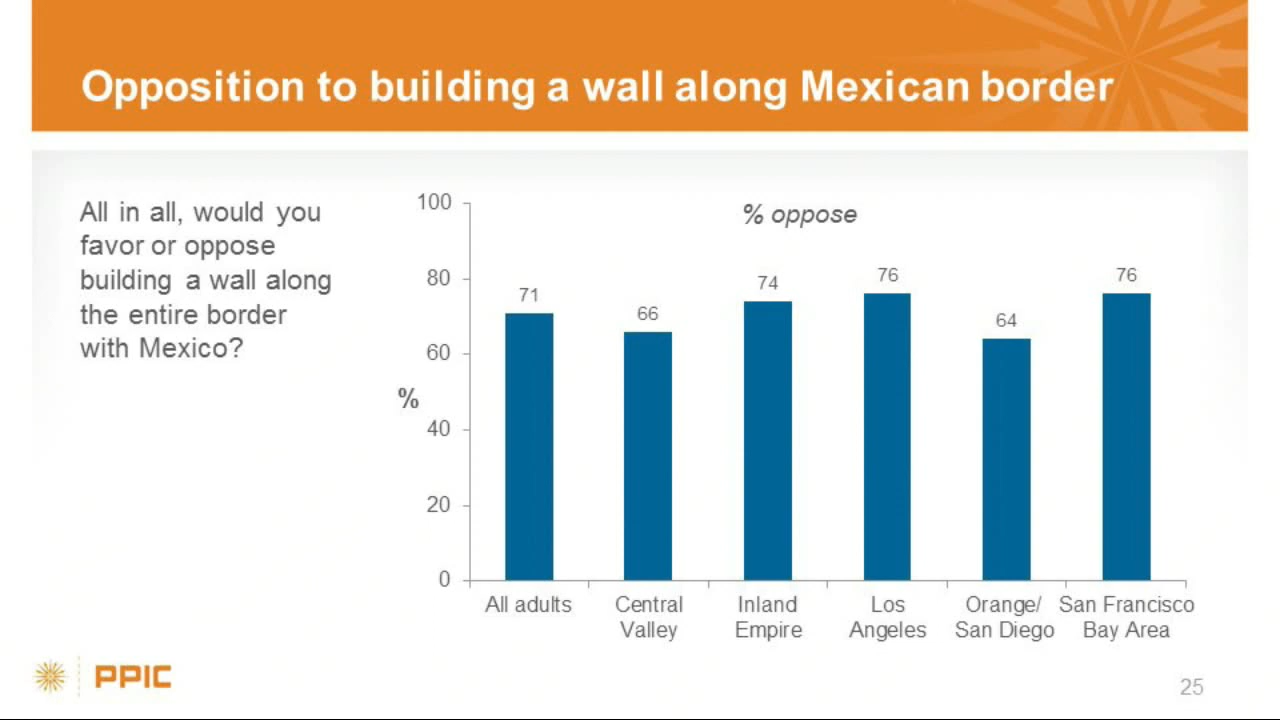 Opposition to building a wall along Mexican border
All in all, would you
favor or oppose
building a wall along
the entire border
with Mexico?
% oppose
%
100
80
60
40
20
0
71
66
74
76
64
76
All adults
Central
Valley
Inland
Empire
Los
Angeles
Orange/
San Diego
San Francisco
Bay Area
PPIC
25